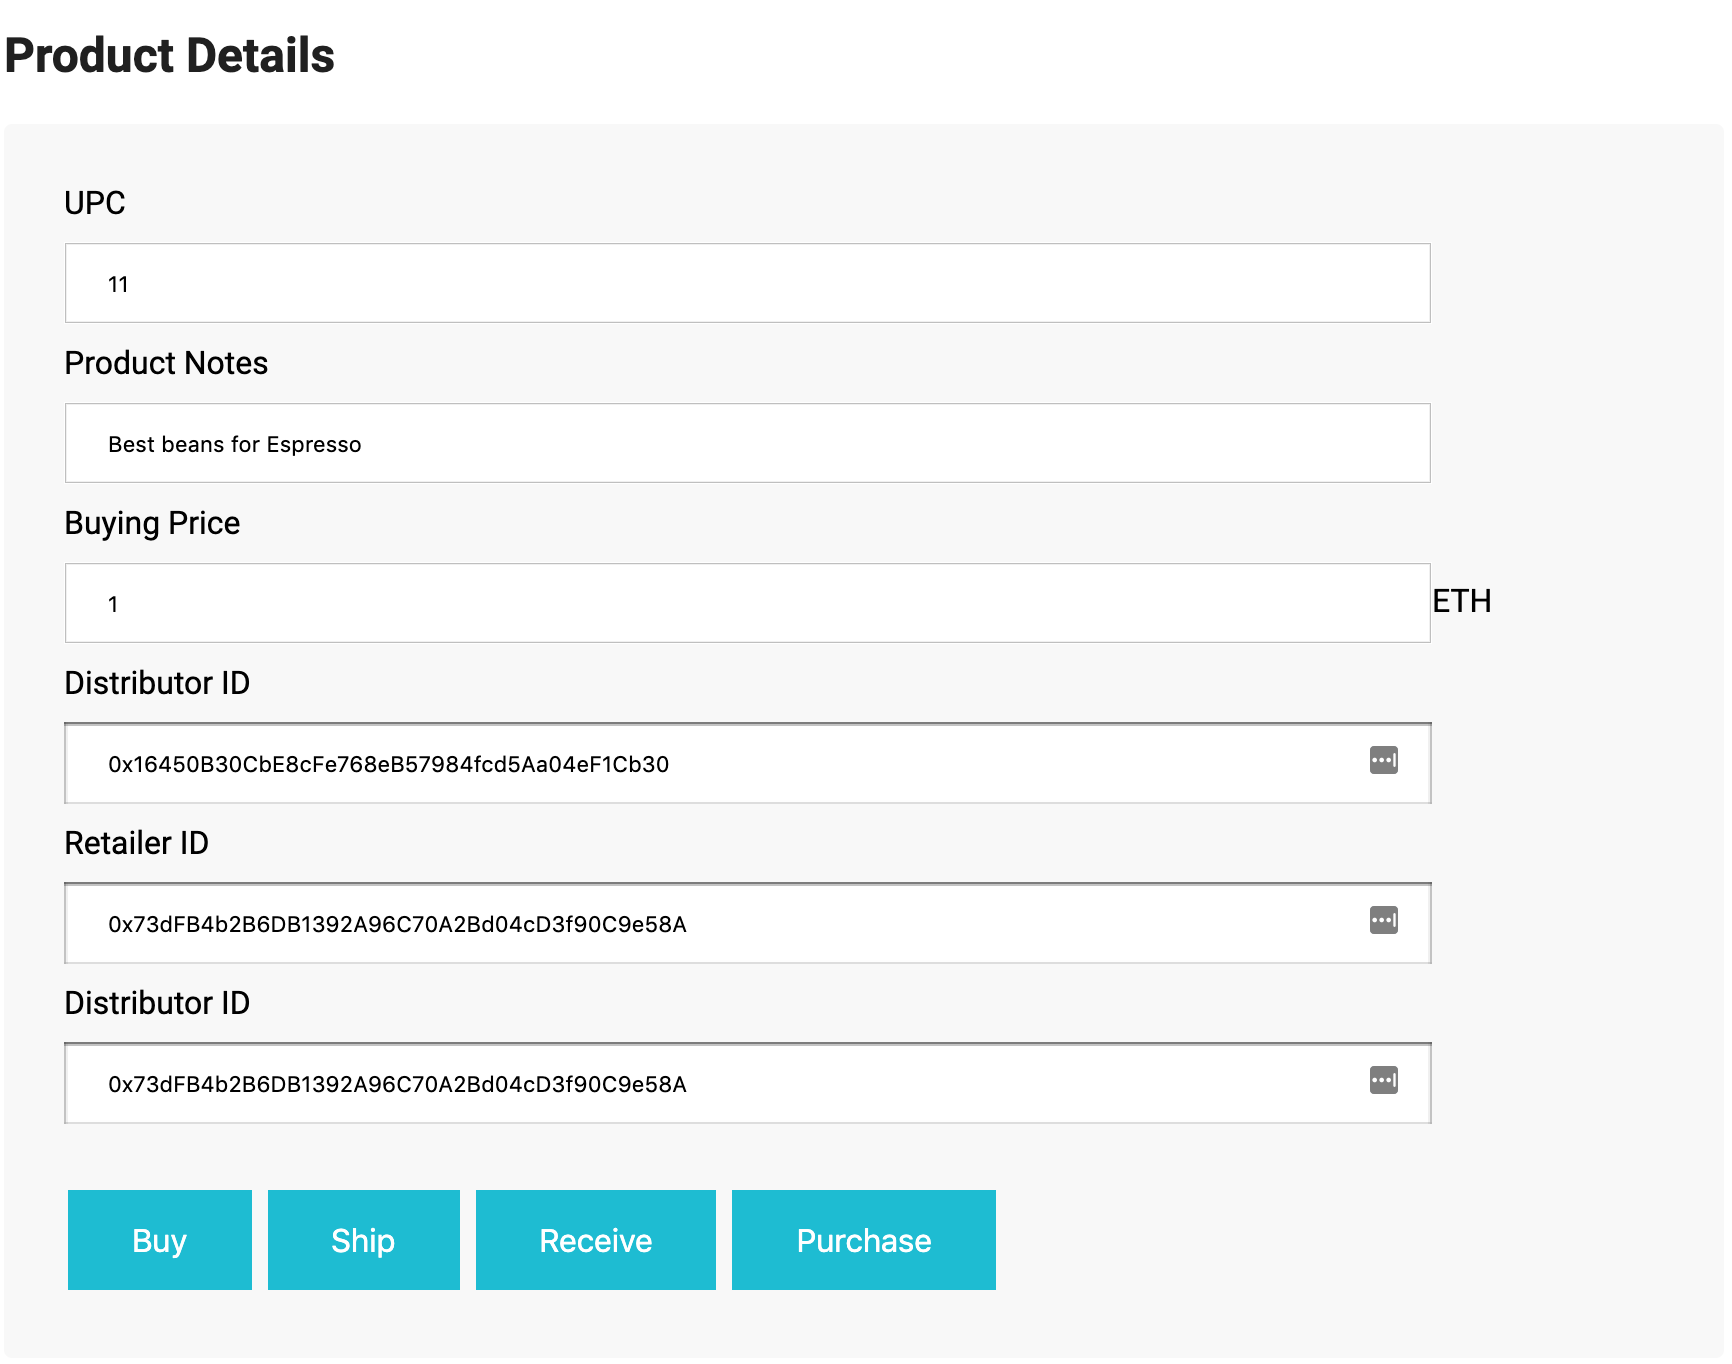 Product Details
UPC
11
Product Notes
Best beans for Espresso
Buying Price
1 ETH
Distributor ID
0x16450B30CbE8cFe768eB57984fcd5Aa04eF1Cb30
Retailer ID
0x73dFB4b2B6DB1392A96C70A2Bd04cD3f90C9e58A
Distributor ID
0x73dFB4b2B6DB1392A96C70A2Bd04cD3f90C9e58A
Buy Ship Receive Purchase